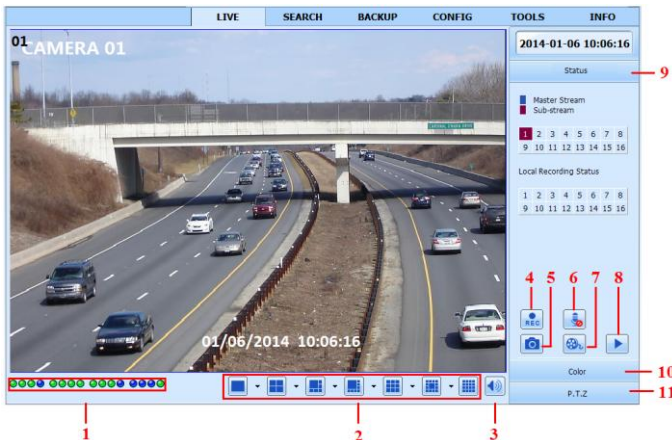 LIVE SEARCH BACKUP CONFIG TOOLS INFO
01
CAMERA 01
2014-01-06 10:06:16
Status
9
Master Stream
Sub-stream
1 2 3 4 5 6 7 8
9 10 11 12 13 14 15 16
Local Recording Status
1 2 3 4 5 6 7 8
9 10 11 12 13 14 15 16
4 5 6 7 8
REC
01/06/2014 10:06:16
Color
10
P.T.Z
11
1 2 3